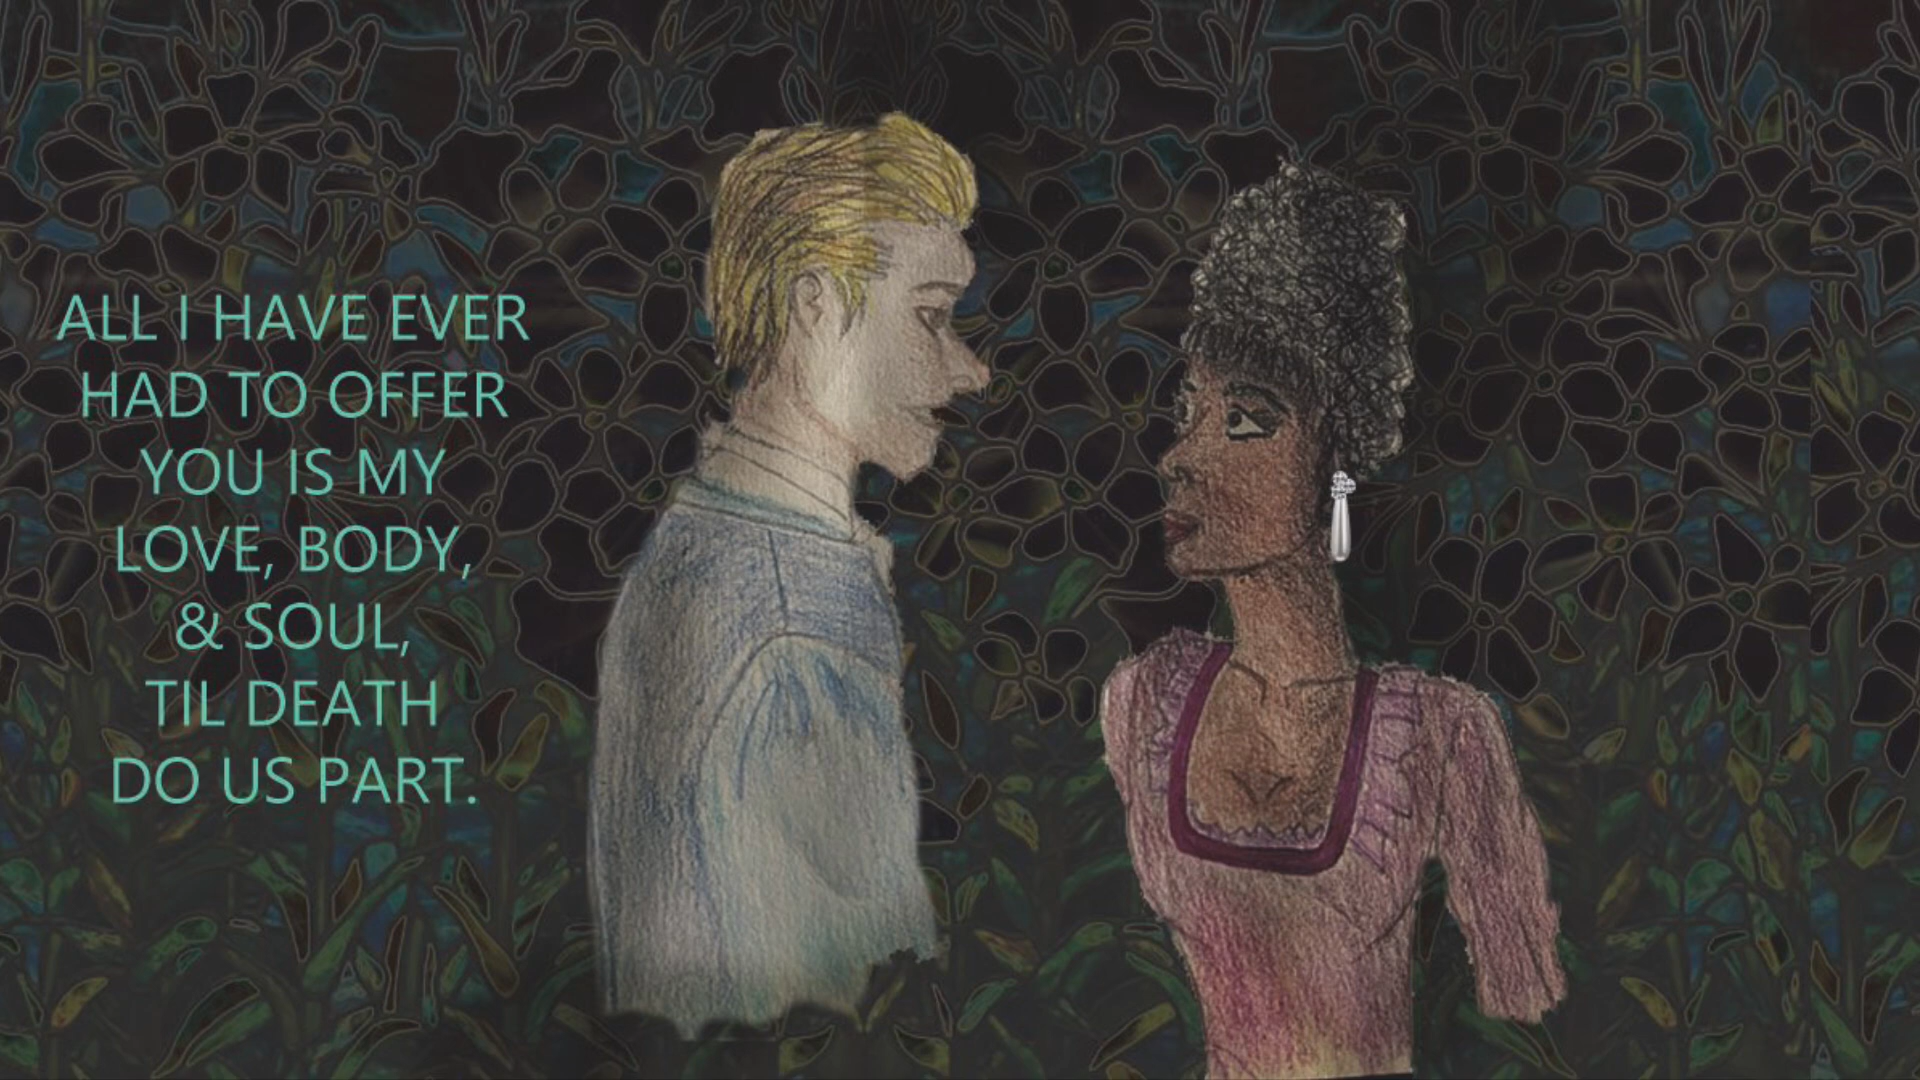 ALL I HAVE EVER
HAD TO OFFER
YOU IS MY
LOVE, BODY,
& SOUL,
TIL DEATH
DO US PART.